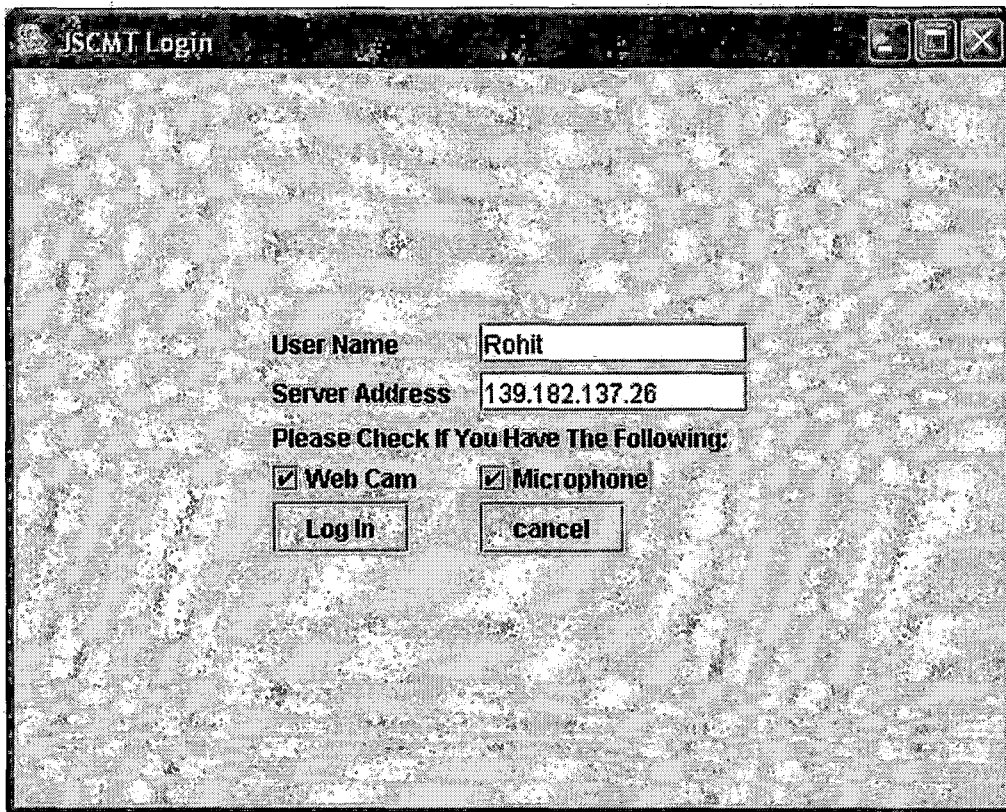 JSCMT Login
User Name Rohit
Server Address 139.182.137.26
Please Check If You Have The Following:
Web Cam Microphone
Log In cancel